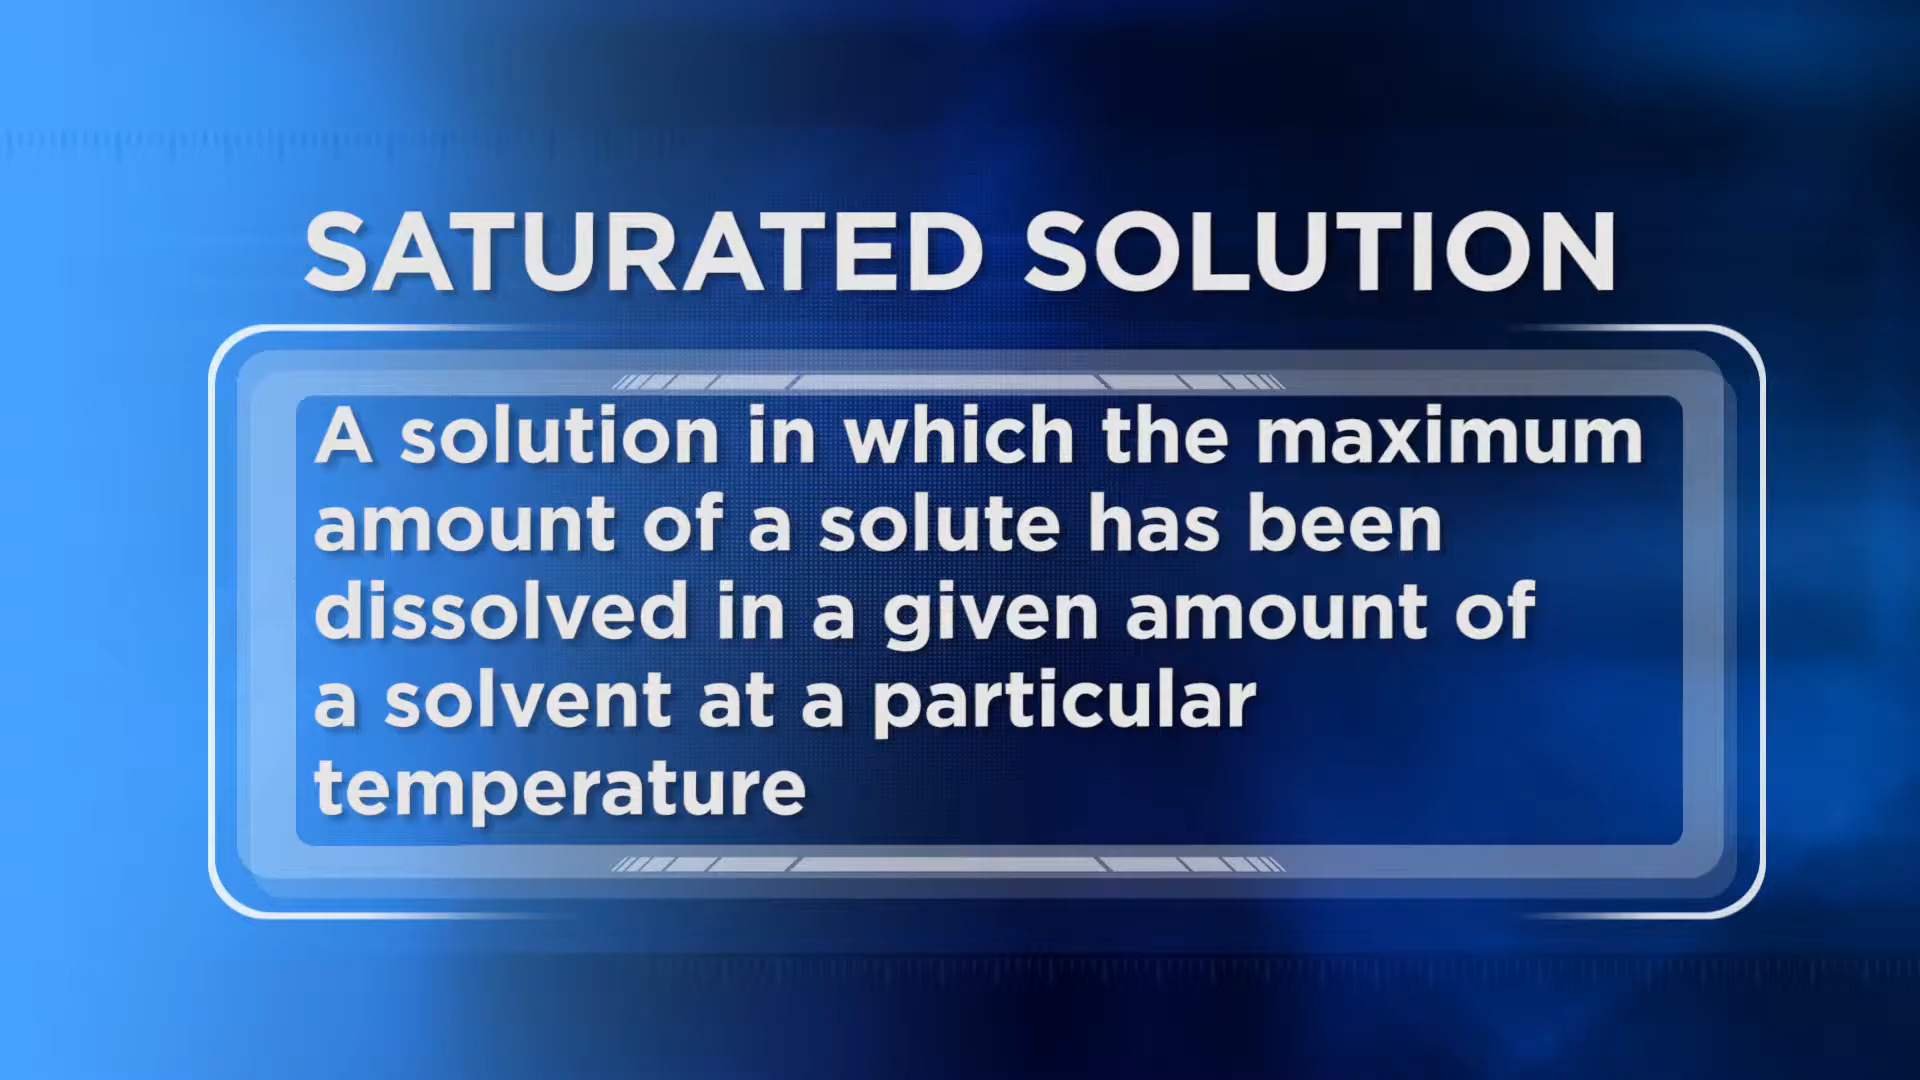 SATURATED SOLUTION
A solution in which the maximum
amount of a solute has been
dissolved in a given amount of
a solvent at a particular
temperature